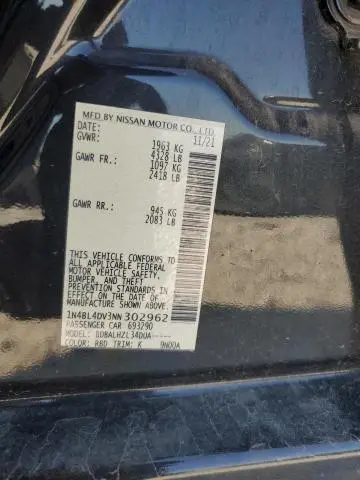 MFD BY NISSAN MOTOR CO., LTD.
DATE: 11/21
GVWR: 1963 KG
4328 LB
GAWR FR.: 1097 KG
2418 LB
GAWR RR.: 945 KG
2083 LB
THIS VEHICLE CONFORMS TO ALL
APPLICABLE FEDERAL
MOTOR VEHICLE SAFETY,
BUMPER, AND THEFT
PREVENTION STANDARDS IN
EFFECT ON THE DATE OF
MANUFACTURE SHOWN ABOVE.
1N4BL4DV3NN302962
PASSENGER CAR 693290
MODEL: BDBALHZL34DUA-----
COLOR: RBD TRIM: K 9N00A